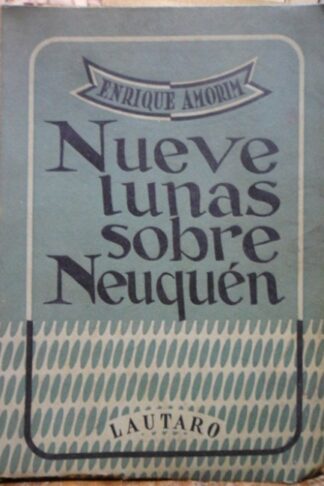 ENRIQUE AMORIM
Nueve
lunas
sobre
Neuquén
LAUTARO